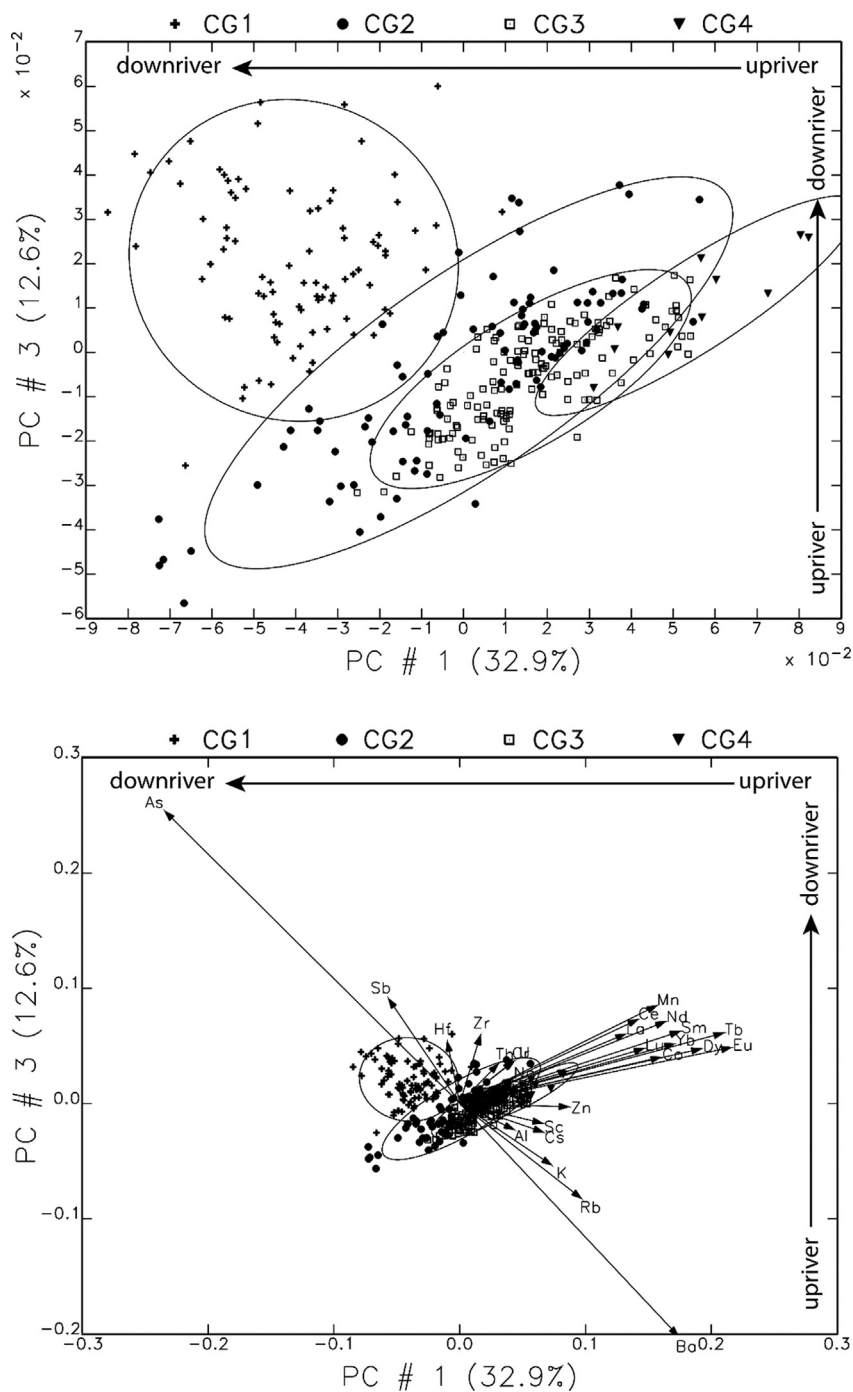 CG1 CG2 CG3 CG4
7
6
5
4
3
2
1
0
−1
−2
−3
−4
−5
−6
x 10−2
downriver upriver
downriver
upriver
PC # 3 (12.6%)
−9 −8 −7 −6 −5 −4 −3 −2 −1 0 1 2 3 4 5 6 7 8 9
PC # 1 (32.9%)
x 10−2
CG1 CG2 CG3 CG4
0.3
0.2
0.1
0.0
−0.1
−0.2
downriver upriver
downriver
upriver
As
Sb
Hf
Zr
Mn
Ce
Nd
La
Sm
Tb
Yb
Lu
Dy
Eu
Co
Zn
Sc
Cs
Al
K
Rb
Ba
PC # 3 (12.6%)
−0.3 −0.2 −0.1 0.0 0.1 0.2 0.3
PC # 1 (32.9%)